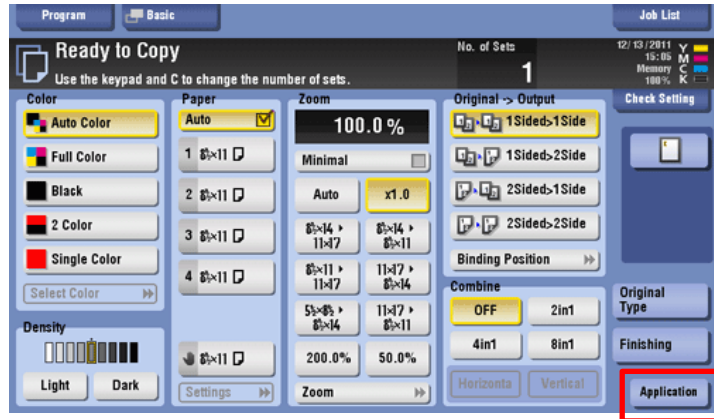 Program
Basic
Job List
Ready to Copy
Use the keypad and C to change the number of sets.
No. of Sets
1
12/13/2011
15:05
Memory
100%
Y
M
C
K
Color
Auto Color
Full Color
Black
2 Color
Single Color
Select Color
Density
Light
Dark
Paper
Auto
1 8½×11
2 8½×11
3 8½×11
4 8½×11
8½×11
Settings
Zoom
100.0 %
Minimal
Auto
x1.0
8½×14 ▸
11×17
8½×14 ▸
8½×11
8½×11 ▸
11×17
11×17 ▸
8½×14
5½×8½ ▸
8½×14
11×17 ▸
8½×11
200.0%
50.0%
Zoom
Original -> Output
1Sided>1Side
1Sided>2Side
2Sided>1Side
2Sided>2Side
Binding Position
Combine
OFF
2in1
4in1
8in1
Horizonta
Vertical
Check Setting
Original
Type
Finishing
Application